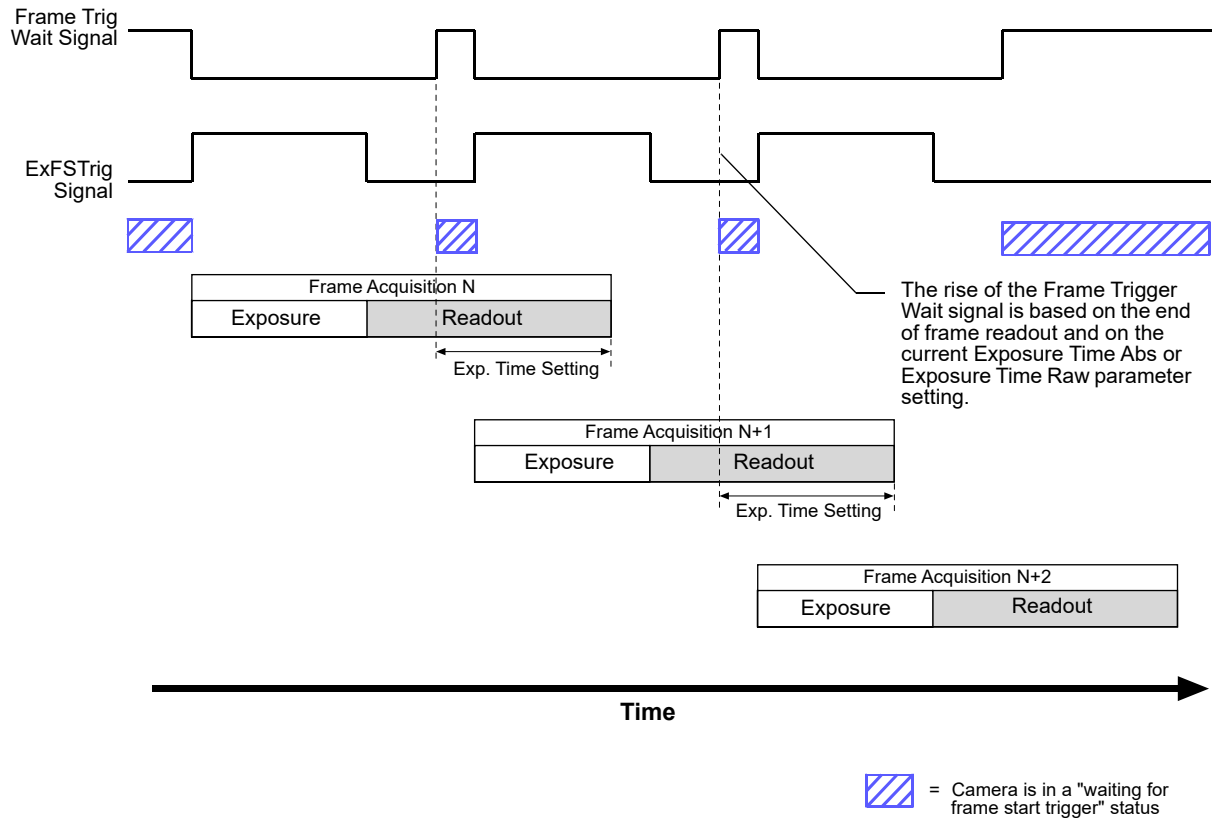 Frame Trig
Wait Signal
ExFSTrig
Signal
Frame Acquisition N
Exposure
Readout
Exp. Time Setting
The rise of the Frame Trigger
Wait signal is based on the end
of frame readout and on the
current Exposure Time Abs or
Exposure Time Raw parameter
setting.
Frame Acquisition N+1
Exposure
Readout
Exp. Time Setting
Frame Acquisition N+2
Exposure
Readout
Time
= Camera is in a "waiting for
frame start trigger" status